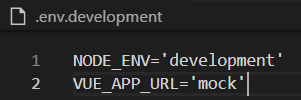 .env.development
1 NODE_ENV='development'
2 VUE_APP_URL='mock'